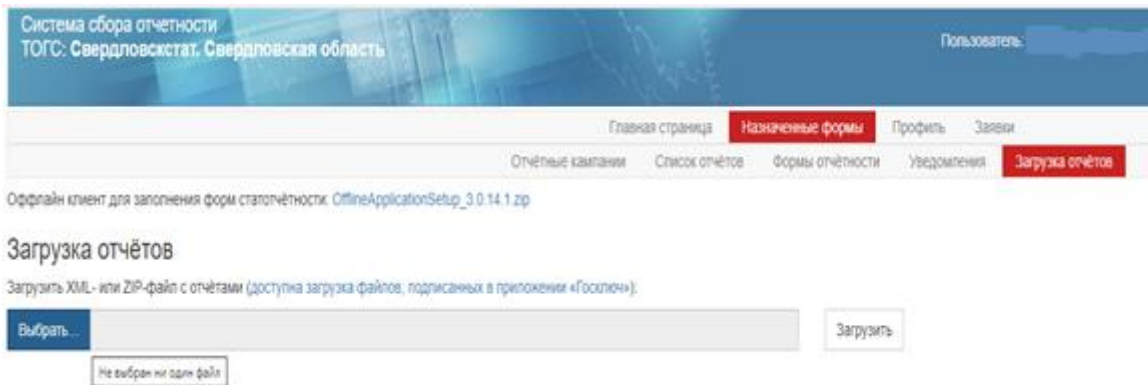 Система сбора отчетности
ТОГС: Свердловскстат. Свердловская область
Пользователь:
Главная страница Назначенные формы Профиль Заявки
Отчётные кампании Список отчётов Формы отчётности Уведомления Загрузка отчётов
Оффлайн клиент для заполнения форм статотчётности: OfflineApplicationSetup_3.0.14.1.zip
Загрузка отчётов
Загрузить XML- или ZIP-файл с отчётами (доступна загрузка файлов, подписанных в приложении «Госключ»):
Выбрать... Загрузить
Не выбран ни один файл